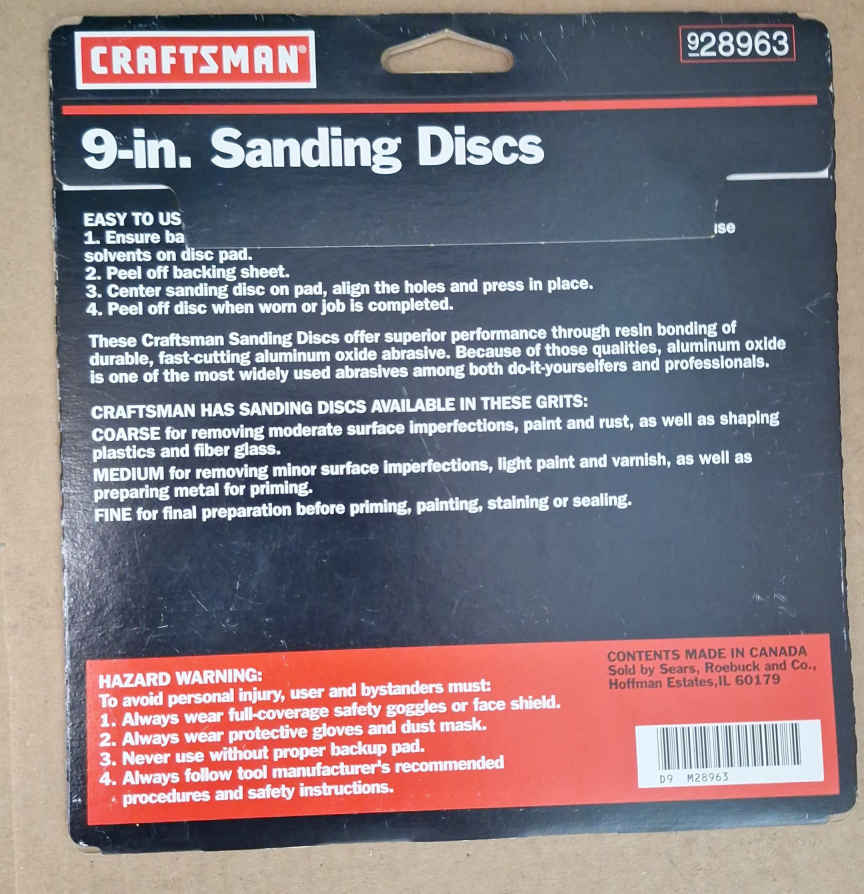 CRAFTSMAN®
928963
9-in. Sanding Discs
EASY TO US
1. Ensure ba
solvents on disc pad.
2. Peel off backing sheet.
3. Center sanding disc on pad, align the holes and press in place.
4. Peel off disc when worn or job is completed.
These Craftsman Sanding Discs offer superior performance through resin bonding of
durable, fast-cutting aluminum oxide abrasive. Because of those qualities, aluminum oxide
is one of the most widely used abrasives among both do-it-yourselfers and professionals.
CRAFTSMAN HAS SANDING DISCS AVAILABLE IN THESE GRITS:
COARSE for removing moderate surface imperfections, paint and rust, as well as shaping
plastics and fiber glass.
MEDIUM for removing minor surface imperfections, light paint and varnish, as well as
preparing metal for priming.
FINE for final preparation before priming, painting, staining or sealing.
HAZARD WARNING:
To avoid personal injury, user and bystanders must:
1. Always wear full-coverage safety goggles or face shield.
2. Always wear protective gloves and dust mask.
3. Never use without proper backup pad.
4. Always follow tool manufacturer's recommended
procedures and safety instructions.
CONTENTS MADE IN CANADA
Sold by Sears, Roebuck and Co.,
Hoffman Estates,IL 60179
D9 M28963